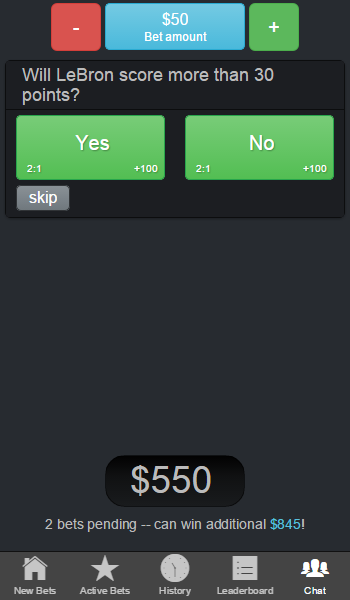 -
$50
Bet amount
+
Will LeBron score more than 30
points?
Yes
2:1 +100
No
2:1 +100
skip
$550
2 bets pending -- can win additional $845!
New Bets
Active Bets
History
Leaderboard
Chat